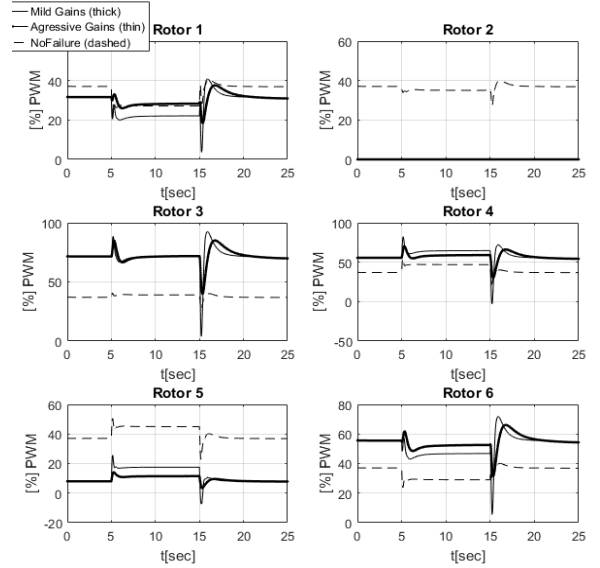 Mild Gains (thick)
Agressive Gains (thin)
NoFailure (dashed)
Rotor 1
[%] PWM
60
40
20
0
0 5 10 15 20 25
t[sec]
Rotor 2
[%] PWM
60
40
20
0
0 5 10 15 20 25
t[sec]
Rotor 3
[%] PWM
100
50
0
0 5 10 15 20 25
t[sec]
Rotor 4
[%] PWM
100
50
0
-50
0 5 10 15 20 25
t[sec]
Rotor 5
[%] PWM
60
40
20
0
-20
0 5 10 15 20 25
t[sec]
Rotor 6
[%] PWM
80
60
40
20
0
0 5 10 15 20 25
t[sec]